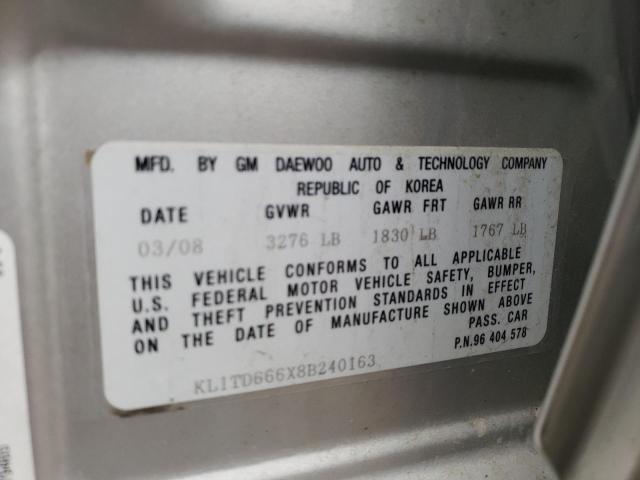 MFD. BY GM DAEWOO AUTO & TECHNOLOGY COMPANY
REPUBLIC OF KOREA
DATE GVWR GAWR FRT GAWR RR
03/08 3276 LB 1830 LB 1767 LB
THIS VEHICLE CONFORMS TO ALL APPLICABLE
U.S. FEDERAL MOTOR VEHICLE SAFETY, BUMPER,
AND THEFT PREVENTION STANDARDS IN EFFECT
ON THE DATE OF MANUFACTURE SHOWN ABOVE
PASS. CAR
P.N.96 404 578
KL1TD666X8B240163